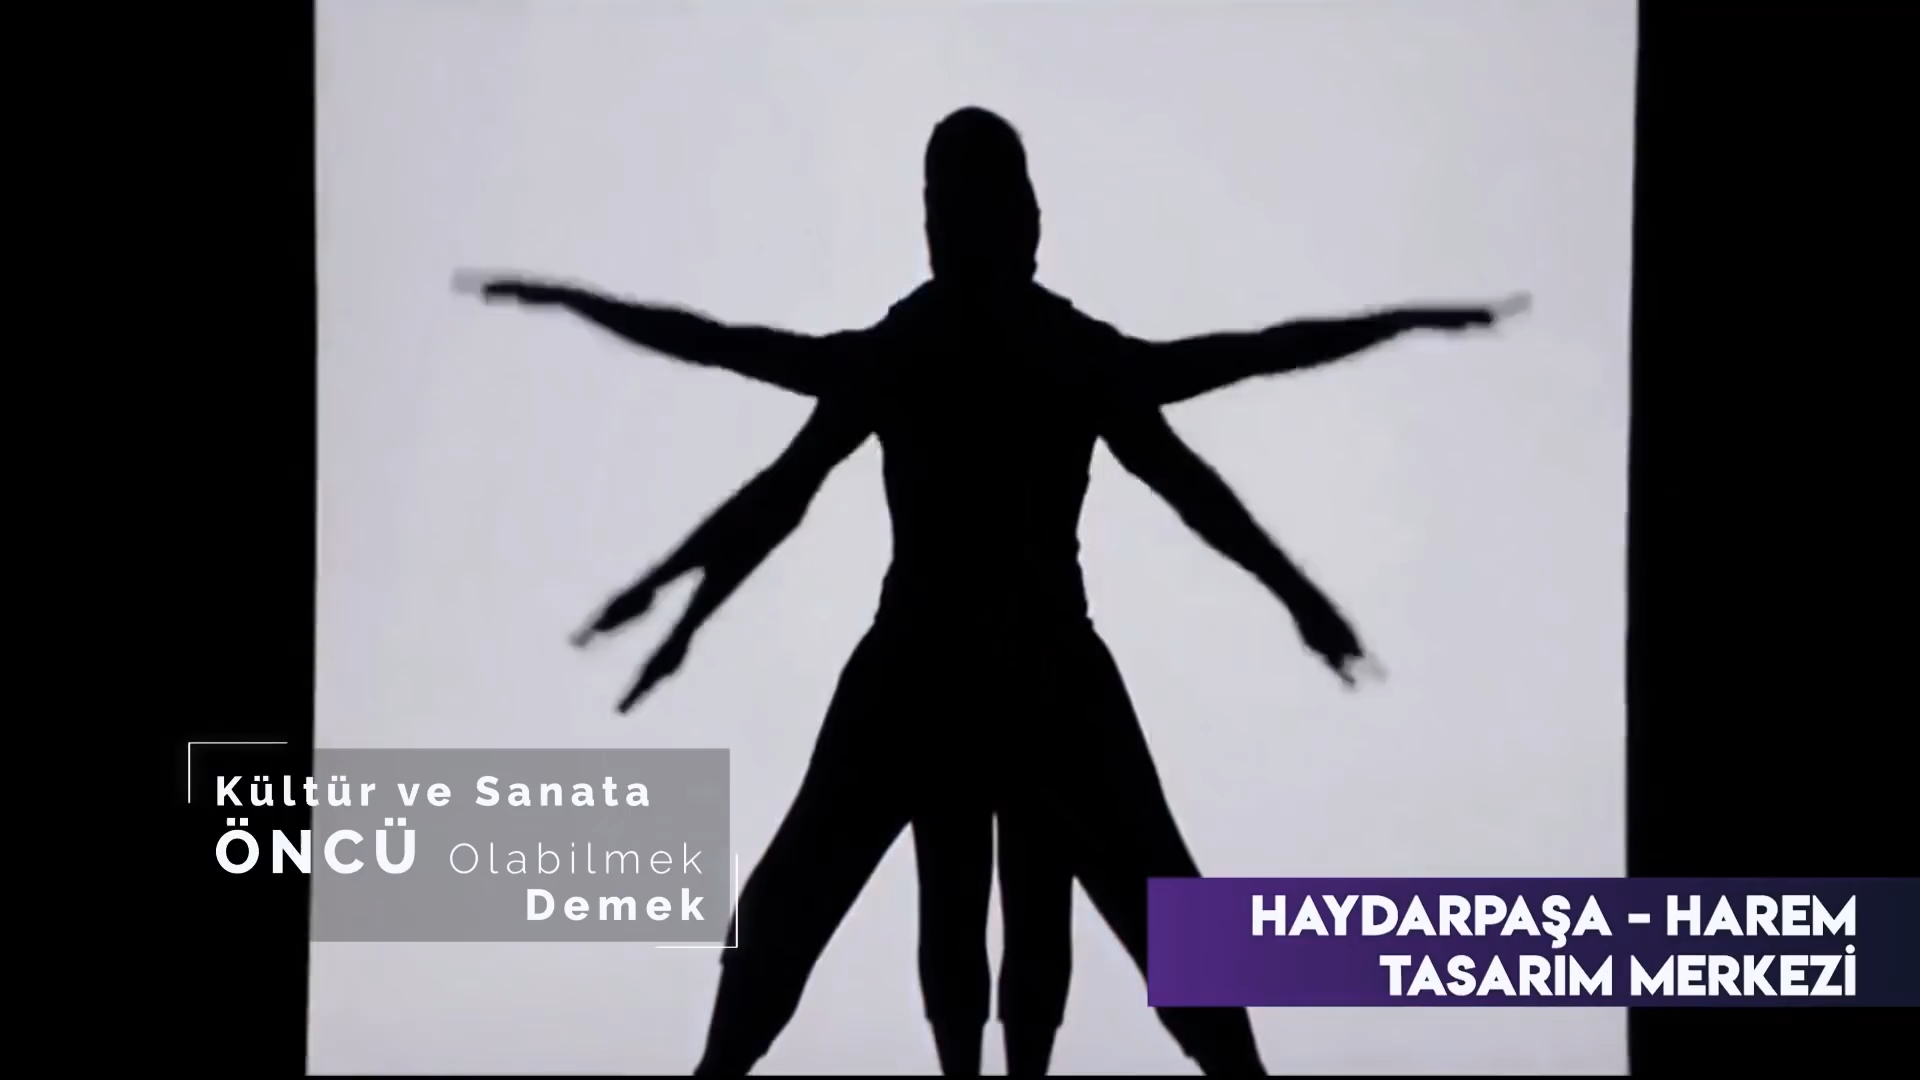 Kültür ve Sanata
ÖNCÜ Olabilmek
Demek
HAYDARPAŞA - HAREM
TASARIM MERKEZİ